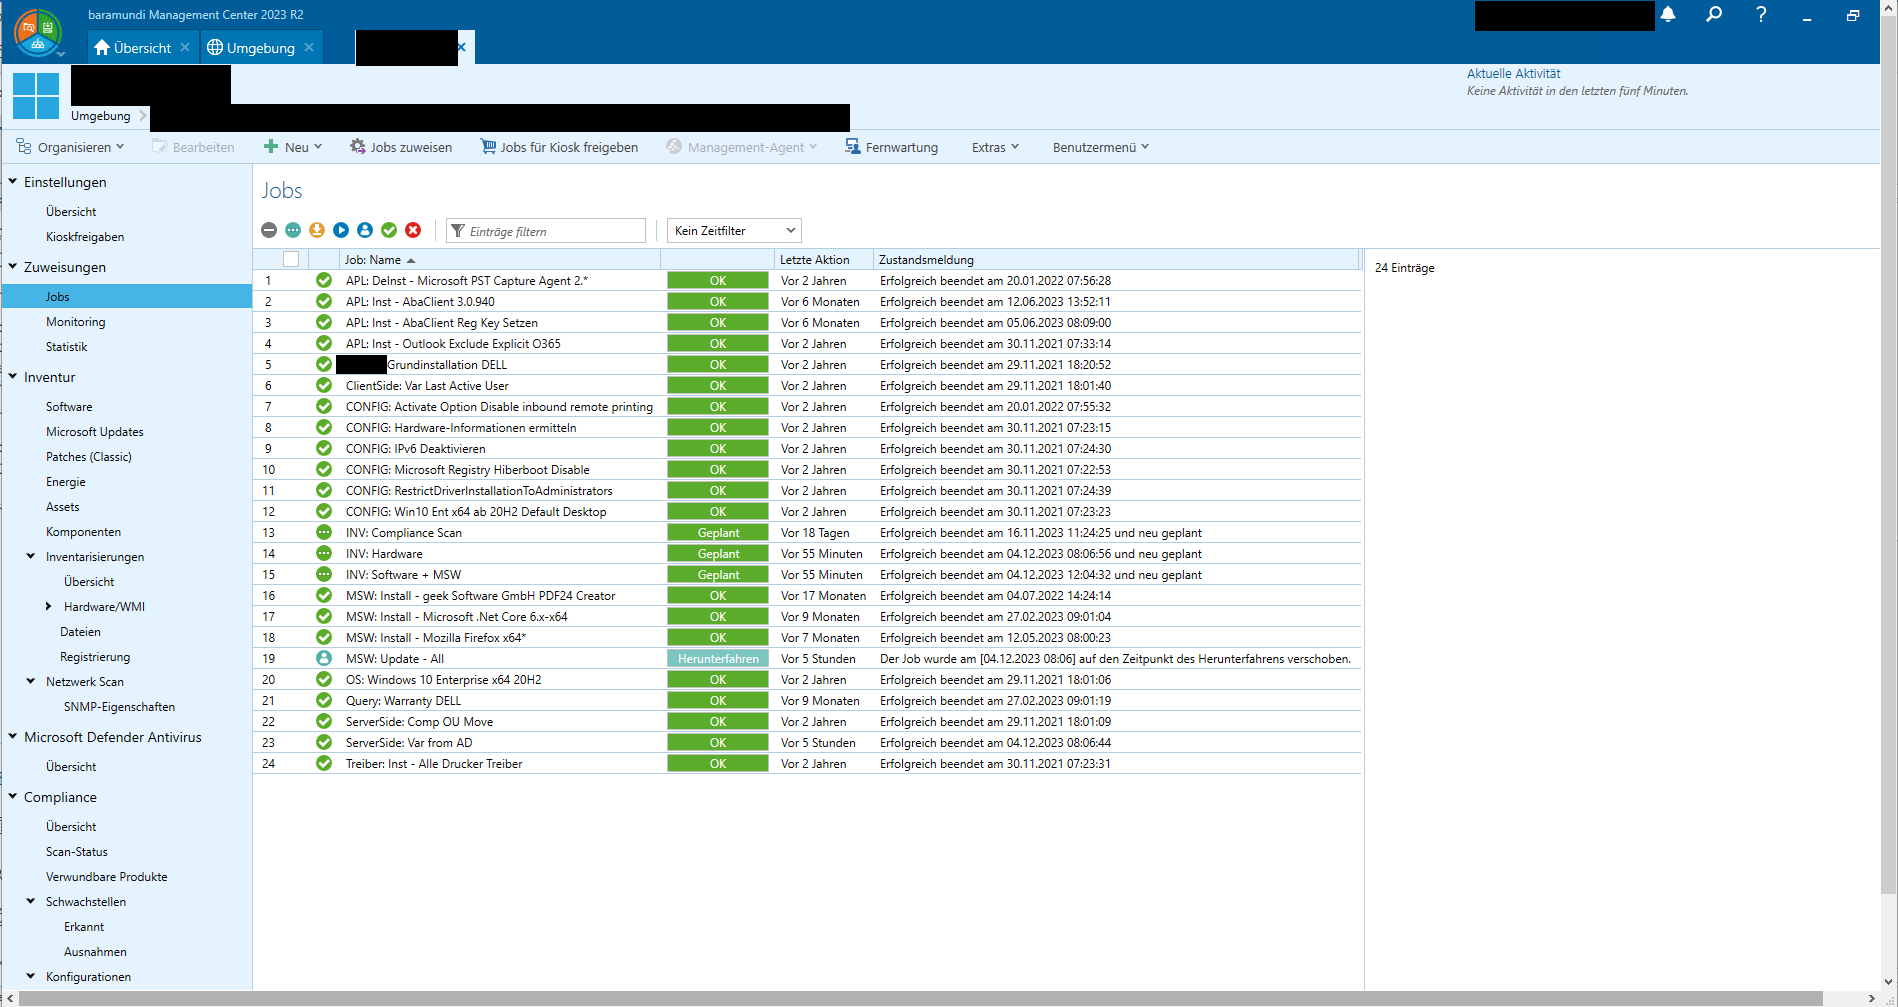 baramundi Management Center 2023 R2
Übersicht
Umgebung
Aktuelle Aktivität
Keine Aktivität in den letzten fünf Minuten.
Umgebung
Organisieren Bearbeiten Neu Jobs zuweisen Jobs für Kiosk freigeben Management-Agent Fernwartung Extras Benutzermenü
Einstellungen
Übersicht
Kioskfreigaben
Zuweisungen
Jobs
Monitoring
Statistik
Inventur
Software
Microsoft Updates
Patches (Classic)
Energie
Assets
Komponenten
Inventarisierungen
Übersicht
Hardware/WMI
Dateien
Registrierung
Netzwerk Scan
SNMP-Eigenschaften
Microsoft Defender Antivirus
Übersicht
Compliance
Übersicht
Scan-Status
Verwundbare Produkte
Schwachstellen
Erkannt
Ausnahmen
Konfigurationen
Jobs
Einträge filtern
Kein Zeitfilter
Job: Name Letzte Aktion Zustandsmeldung
1 APL: DeInst - Microsoft PST Capture Agent 2.* OK Vor 2 Jahren Erfolgreich beendet am 20.01.2022 07:56:28
2 APL: Inst - AbaClient 3.0.940 OK Vor 6 Monaten Erfolgreich beendet am 12.06.2023 13:52:11
3 APL: Inst - AbaClient Reg Key Setzen OK Vor 6 Monaten Erfolgreich beendet am 05.06.2023 08:09:00
4 APL: Inst - Outlook Exclude Explicit O365 OK Vor 2 Jahren Erfolgreich beendet am 30.11.2021 07:33:14
5 Grundinstallation DELL OK Vor 2 Jahren Erfolgreich beendet am 29.11.2021 18:20:52
6 ClientSide: Var Last Active User OK Vor 2 Jahren Erfolgreich beendet am 29.11.2021 18:01:40
7 CONFIG: Activate Option Disable inbound remote printing OK Vor 2 Jahren Erfolgreich beendet am 20.01.2022 07:55:32
8 CONFIG: Hardware-Informationen ermitteln OK Vor 2 Jahren Erfolgreich beendet am 30.11.2021 07:23:15
9 CONFIG: IPv6 Deaktivieren OK Vor 2 Jahren Erfolgreich beendet am 30.11.2021 07:24:30
10 CONFIG: Microsoft Registry Hiberboot Disable OK Vor 2 Jahren Erfolgreich beendet am 30.11.2021 07:22:53
11 CONFIG: RestrictDriverInstallationToAdministrators OK Vor 2 Jahren Erfolgreich beendet am 30.11.2021 07:24:39
12 CONFIG: Win10 Ent x64 ab 20H2 Default Desktop OK Vor 2 Jahren Erfolgreich beendet am 30.11.2021 07:23:23
13 INV: Compliance Scan Geplant Vor 18 Tagen Erfolgreich beendet am 16.11.2023 11:24:25 und neu geplant
14 INV: Hardware Geplant Vor 55 Minuten Erfolgreich beendet am 04.12.2023 08:06:56 und neu geplant
15 INV: Software + MSW Geplant Vor 55 Minuten Erfolgreich beendet am 04.12.2023 12:04:32 und neu geplant
16 MSW: Install - geek Software GmbH PDF24 Creator OK Vor 17 Monaten Erfolgreich beendet am 04.07.2022 14:24:14
17 MSW: Install - Microsoft .Net Core 6.x-x64 OK Vor 9 Monaten Erfolgreich beendet am 27.02.2023 09:01:04
18 MSW: Install - Mozilla Firefox x64* OK Vor 7 Monaten Erfolgreich beendet am 12.05.2023 08:00:23
19 MSW: Update - All Herunterfahren Vor 5 Stunden Der Job wurde am [04.12.2023 08:06] auf den Zeitpunkt des Herunterfahrens verschoben.
20 OS: Windows 10 Enterprise x64 20H2 OK Vor 2 Jahren Erfolgreich beendet am 29.11.2021 18:01:06
21 Query: Warranty DELL OK Vor 9 Monaten Erfolgreich beendet am 27.02.2023 09:01:19
22 ServerSide: Comp OU Move OK Vor 2 Jahren Erfolgreich beendet am 29.11.2021 18:01:09
23 ServerSide: Var from AD OK Vor 5 Stunden Erfolgreich beendet am 04.12.2023 08:06:44
24 Treiber: Inst - Alle Drucker Treiber OK Vor 2 Jahren Erfolgreich beendet am 30.11.2021 07:23:31
24 Einträge